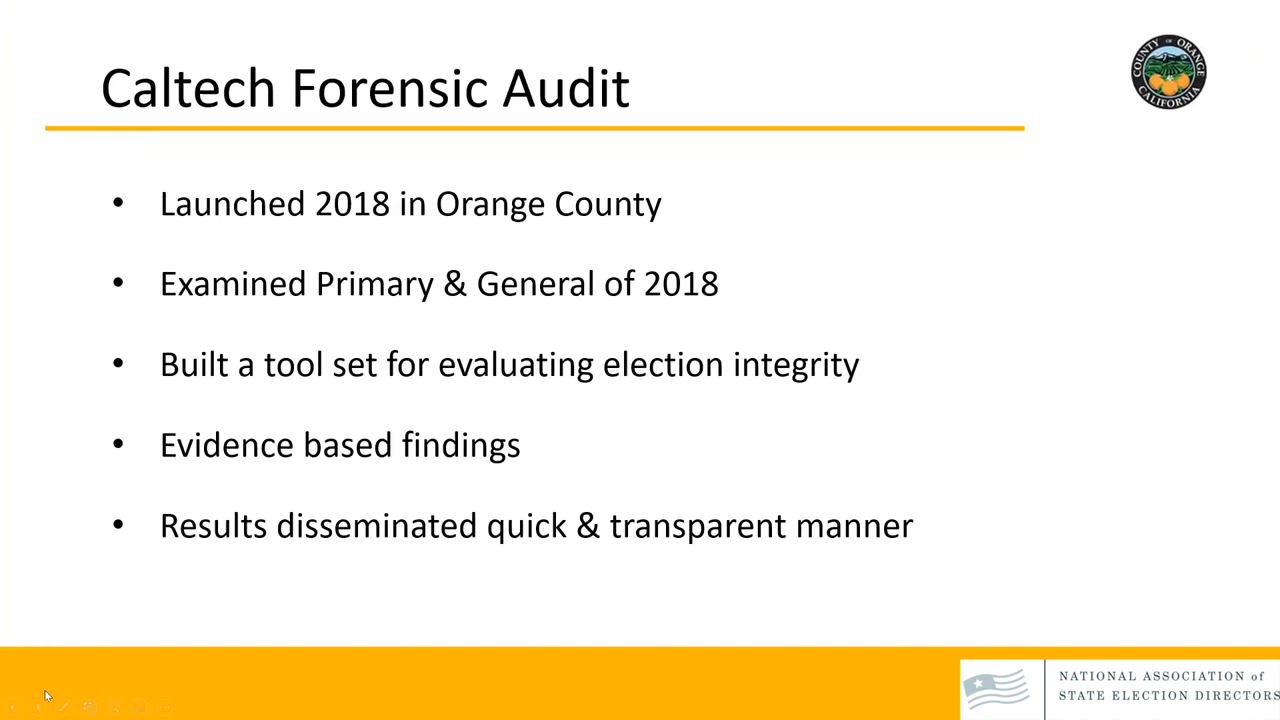 Caltech Forensic Audit
COUNTY OF ORANGE
CALIFORNIA
• Launched 2018 in Orange County
• Examined Primary & General of 2018
• Built a tool set for evaluating election integrity
• Evidence based findings
• Results disseminated quick & transparent manner
NATIONAL ASSOCIATION of
STATE ELECTION DIRECTORS